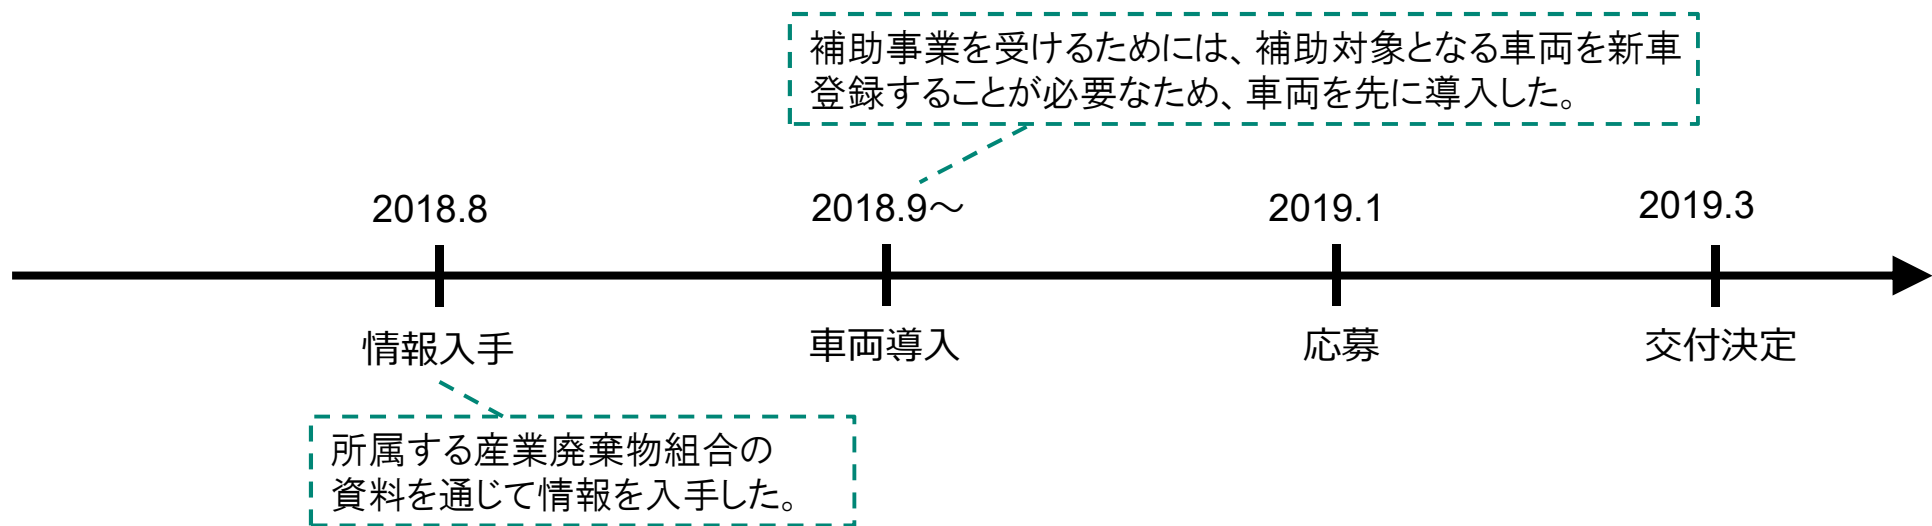 補助事業を受けるためには、補助対象となる車両を新車
登録することが必要なため、車両を先に導入した。
2018.8
2018.9～
2019.1
2019.3
情報入手
車両導入
応募
交付決定
所属する産業廃棄物組合の
資料を通じて情報を入手した。